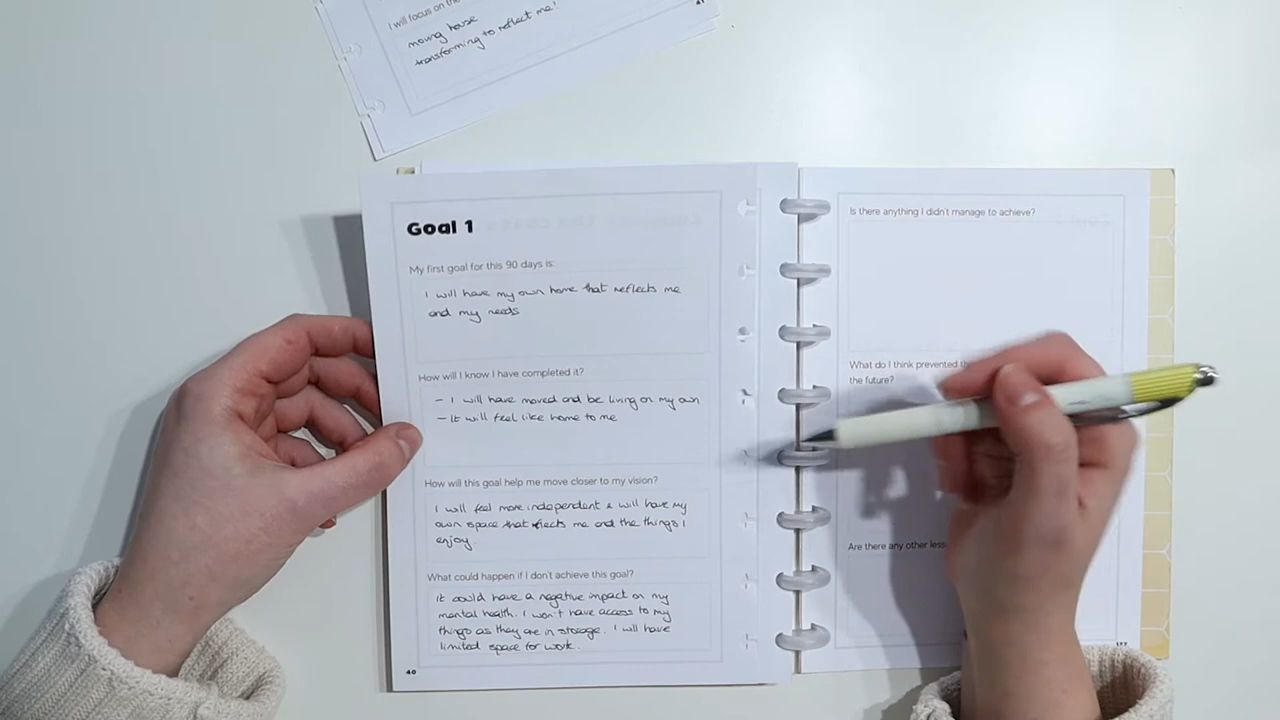 I will focus on the
moving house
transforming to reflect me!
41
Goal 1
My first goal for this 90 days is:
I will have my own home that reflects me
and my needs
How will I know I have completed it?
- I will have moved and be living on my own
- It will feel like home to me
How will this goal help me move closer to my vision?
I will feel more independent & will have my
own space that reflects me and the things I
enjoy.
What could happen if I don't achieve this goal?
It could have a negative impact on my
mental health. I won't have access to my
things as they are in storage. I will have
limited space for work.
40
Is there anything I didn't manage to achieve?
What do I think prevented
the future?
Are there any other
137